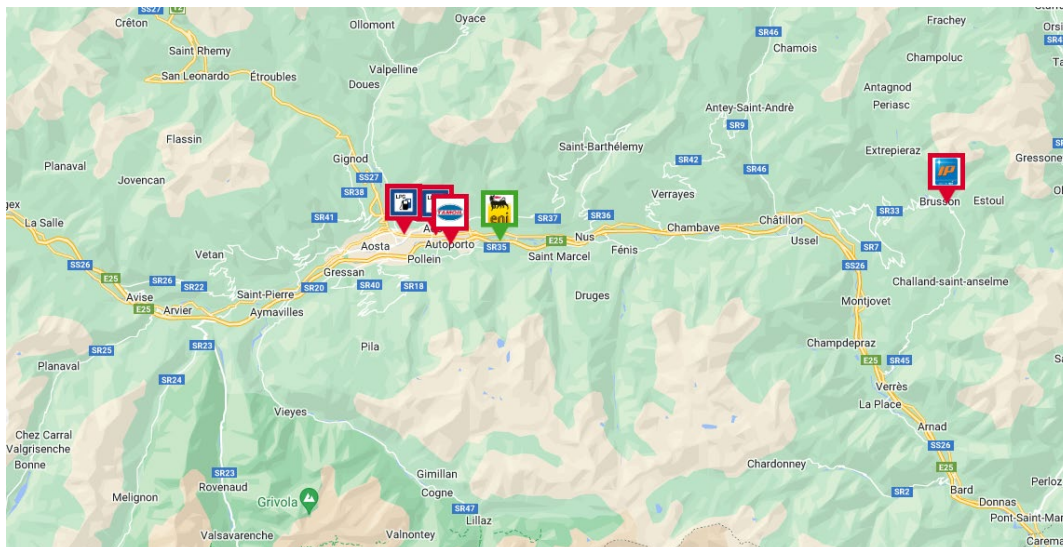 SS27
12
Ollomont
Oyace
SR46
Frachey
Créton
Saint Rhemy
Chamois
Champoluc
San Leonardo
Étroubles
Valpelline
Doues
Antagnod
Periasc
Antey-Saint-Andrè
SR9
Flassin
Saint-Barthélemy
Extrepieraz
Planaval
Gignod
SR42
SR46
IP
Gressone
Jovencan
SS27
SR38
LPG
Verrayes
Brusson
Estoul
SR41
eni
SR37
SR36
SR33
La Salle
Châtillon
Autoporto
Nus
Chambave
Aosta
SR35
E25
Fénis
Ussel
SR7
Vetan
Pollein
Saint Marcel
SS26
SS26
Gressan
E25
SR26
SR22
SR20
SR40
SR18
Challand-saint-anselme
Avise
Saint-Pierre
Druges
Montjovet
E25
Arvier
Aymavilles
SR23
Pila
Champdepraz
SR25
E25
SR45
Planaval
SR24
Verrès
La Place
Vieyes
Arnad
Chez Carral
SS26
Valgrisenche
Bonne
Chardonney
E25
SR23
Gimillan
Perloz
Rovenaud
Cogne
SR2
Bard
Melignon
Grivola
Donnas
SR47
Lillaz
Pont-Saint-Mar
Valsavarenche
Valnontey
Carema